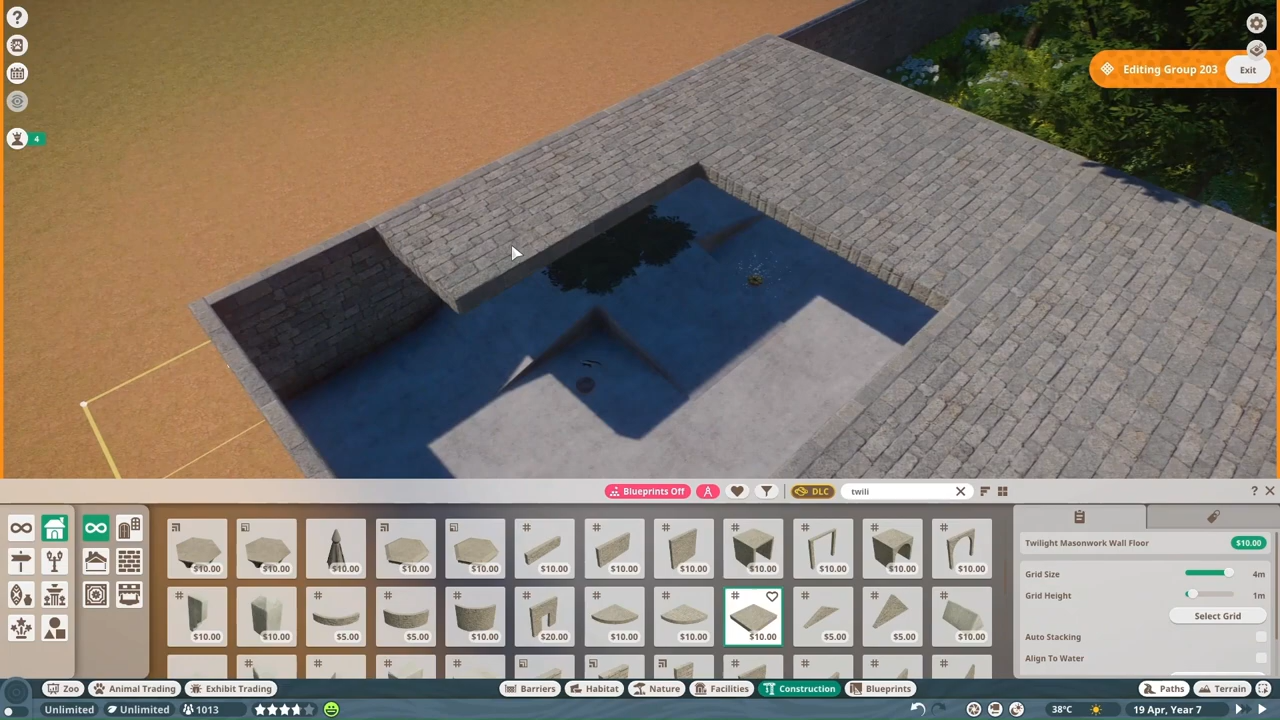 ?
4
Editing Group 203
Exit
Blueprints Off
DLC
twili
?
$10.00
$10.00
$10.00
$10.00
$10.00
$10.00
$10.00
$10.00
$10.00
$10.00
$10.00
$10.00
$10.00
$10.00
$5.00
$5.00
$10.00
$20.00
$10.00
$10.00
$10.00
$5.00
$5.00
$10.00
Twilight Masonwork Wall Floor
$10.00
Grid Size
4m
Grid Height
1m
Select Grid
Auto Stacking
Align To Water
Zoo
Animal Trading
Exhibit Trading
Barriers
Habitat
Nature
Facilities
Construction
Blueprints
Paths
Terrain
Unlimited
Unlimited
1013
38°C
19 Apr, Year 7